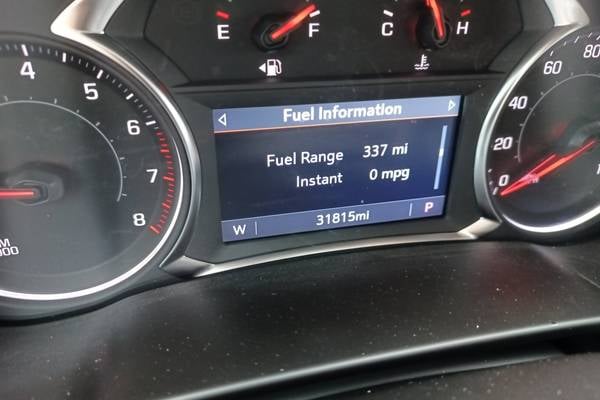 E F
C H
4
5
6
7
8
Fuel Information
Fuel Range 337 mi
Instant 0 mpg
W 31815mi P
80
60
40
20
0